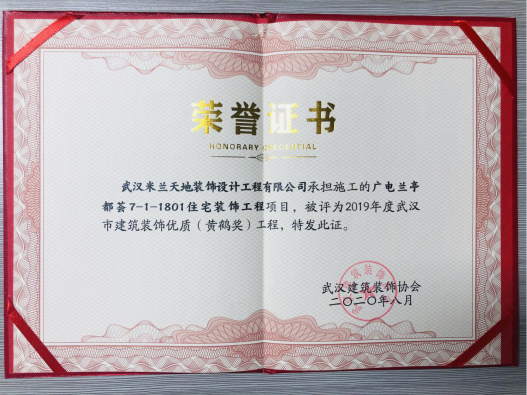 荣誉证书
HONORARY CREDENTIAL
武汉米兰天地装饰设计工程有限公司承担施工的广电兰亭
都荟7-1-1801住宅装饰工程项目，被评为2019年度武汉
市建筑装饰优质（黄鹤奖）工程，特发此证。
武汉建筑装饰协会
二〇二〇年八月